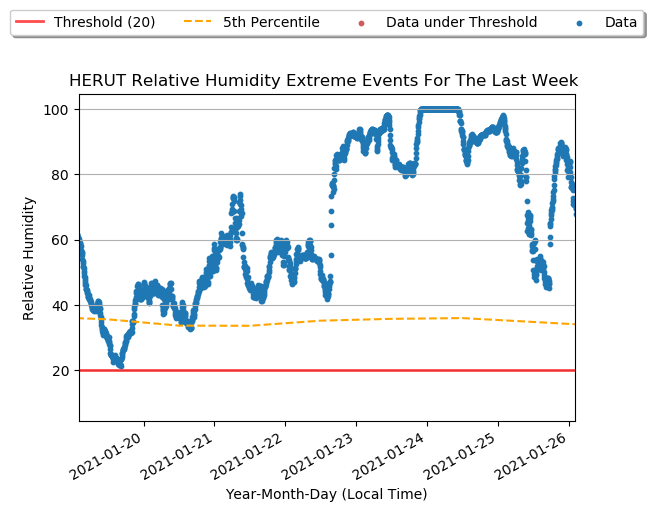 Threshold (20) 5th Percentile Data under Threshold Data
HERUT Relative Humidity Extreme Events For The Last Week
100
80
60
40
20
Relative Humidity
2021-01-20 2021-01-21 2021-01-22 2021-01-23 2021-01-24 2021-01-25 2021-01-26
Year-Month-Day (Local Time)